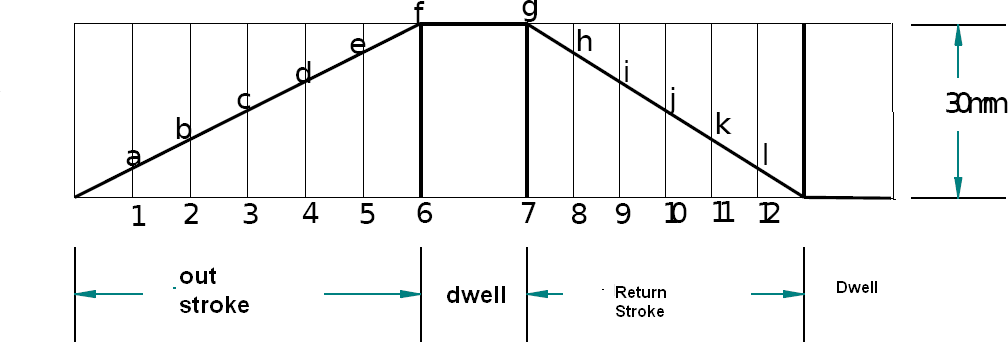 f
g
e
h
d
i
c
j
b
k
a
l
30mm
1 2 3 4 5 6 7 8 9 10 11 12
out
stroke
dwell
Return
Stroke
Dwell